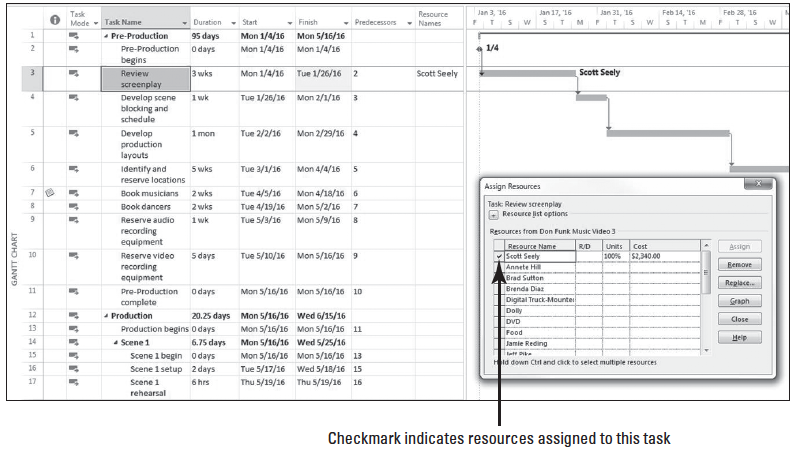 Task Mode Task Name Duration Start Finish Predecessors Resource Names Jan 3, '16 Jan 17, '16 Jan 31, '16 Feb 14, '16 Feb 28, '16
F T S W S T M F T S W S T M F T S W
1 Pre-Production 95 days Mon 1/4/16 Mon 5/16/16
2 Pre-Production begins 0 days Mon 1/4/16 Mon 1/4/16 1/4
3 Review screenplay 3 wks Mon 1/4/16 Tue 1/26/16 2 Scott Seely Scott Seely
4 Develop scene blocking and schedule 1 wk Tue 1/26/16 Mon 2/1/16 3
5 Develop production layouts 1 mon Tue 2/2/16 Mon 2/29/16 4
6 Identify and reserve locations 5 wks Tue 3/1/16 Mon 4/4/16 5
7 Book musicians 2 wks Tue 4/5/16 Mon 4/18/16 6
8 Book dancers 2 wks Tue 4/19/16 Mon 5/2/16 7
9 Reserve audio recording equipment 1 wk Tue 5/3/16 Mon 5/9/16 8
10 Reserve video recording equipment 5 days Tue 5/10/16 Mon 5/16/16 9
11 Pre-Production complete 0 days Mon 5/16/16 Mon 5/16/16 10
12 Production 20.25 days Mon 5/16/16 Wed 6/15/16
13 Production begins 0 days Mon 5/16/16 Mon 5/16/16 11
14 Scene 1 6.75 days Mon 5/16/16 Wed 5/25/16
15 Scene 1 begin 0 days Mon 5/16/16 Mon 5/16/16 13
16 Scene 1 setup 2 days Tue 5/17/16 Wed 5/18/16 15
17 Scene 1 rehearsal 6 hrs Thu 5/19/16 Thu 5/19/16 16
GANTT CHART
Assign Resources
Task: Review screenplay
Resource list options
Resources from Don Funk Music Video 3
Resource Name R/D Units Cost
Scott Seely 100% $2,340.00
Annete Hill
Brad Sutton
Brenda Diaz
Digital Truck-Mounte
Dolly
DVD
Food
Jamie Reding
Jeff Pike
Assign
Remove
Replace...
Graph
Close
Help
Hold down Ctrl and click to select multiple resources
Checkmark indicates resources assigned to this task